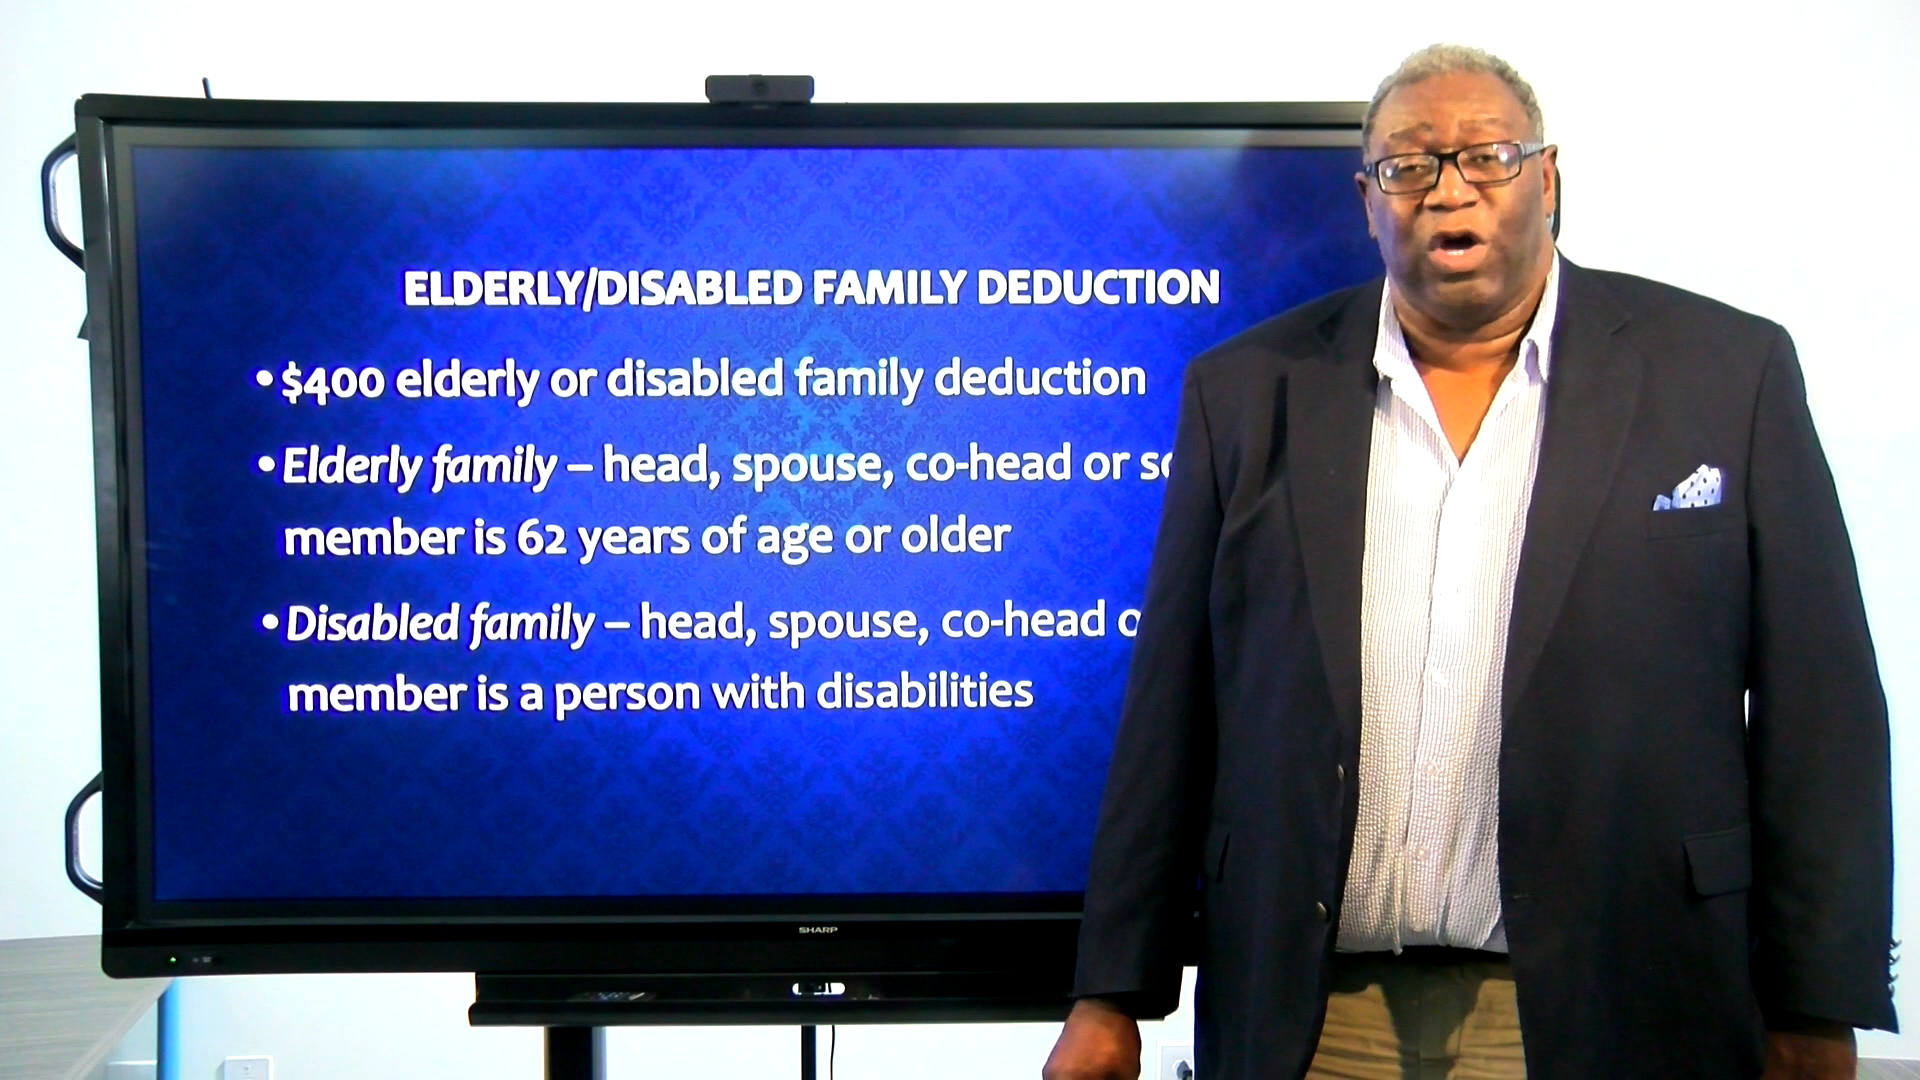 ELDERLY/DISABLED FAMILY DEDUCTION
• $400 elderly or disabled family deduction
• Elderly family – head, spouse, co-head or
member is 62 years of age or older
• Disabled family – head, spouse, co-head
member is a person with disabilities
SHARP